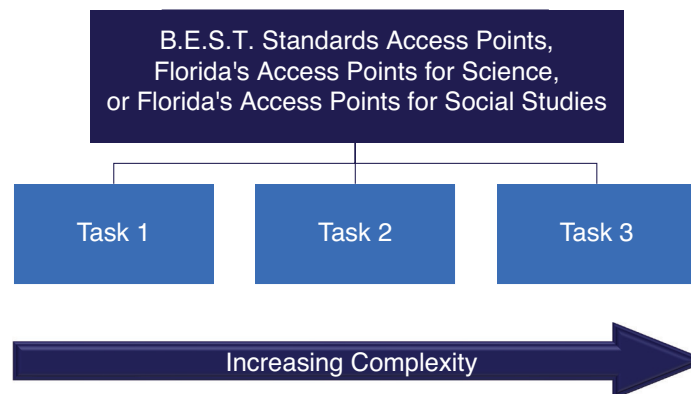 B.E.S.T. Standards Access Points,
Florida's Access Points for Science,
or Florida's Access Points for Social Studies
Task 1
Task 2
Task 3
Increasing Complexity